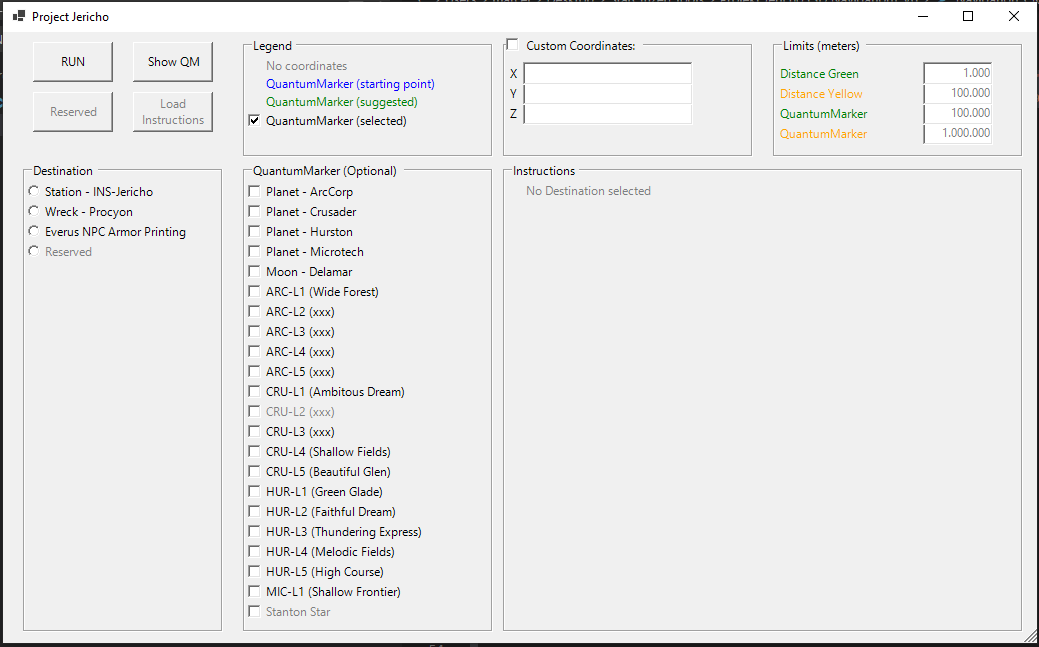 Project Jericho
RUN
Show QM
Reserved
Load
Instructions
Legend
No coordinates
QuantumMarker (starting point)
QuantumMarker (suggested)
QuantumMarker (selected)
Custom Coordinates:
X
Y
Z
Limits (meters)
Distance Green 1.000
Distance Yellow 100.000
QuantumMarker 100.000
QuantumMarker 1.000.000
Destination
Station - INS-Jericho
Wreck - Procyon
Everus NPC Armor Printing
Reserved
QuantumMarker (Optional)
Planet - ArcCorp
Planet - Crusader
Planet - Hurston
Planet - Microtech
Moon - Delamar
ARC-L1 (Wide Forest)
ARC-L2 (xxx)
ARC-L3 (xxx)
ARC-L4 (xxx)
ARC-L5 (xxx)
CRU-L1 (Ambitous Dream)
CRU-L2 (xxx)
CRU-L3 (xxx)
CRU-L4 (Shallow Fields)
CRU-L5 (Beautiful Glen)
HUR-L1 (Green Glade)
HUR-L2 (Faithful Dream)
HUR-L3 (Thundering Express)
HUR-L4 (Melodic Fields)
HUR-L5 (High Course)
MIC-L1 (Shallow Frontier)
Stanton Star
Instructions
No Destination selected